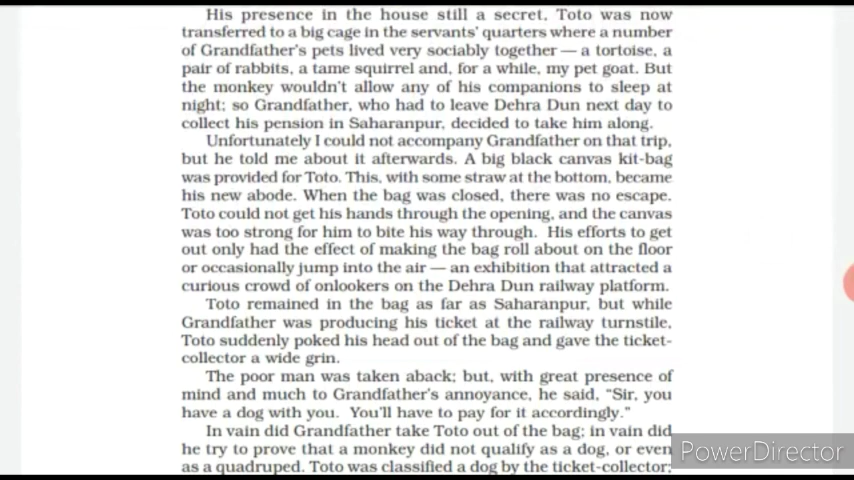 His presence in the house still a secret, Toto was now
transferred to a big cage in the servants' quarters where a number
of Grandfather's pets lived very sociably together — a tortoise, a
pair of rabbits, a tame squirrel and, for a while, my pet goat. But
the monkey wouldn't allow any of his companions to sleep at
night; so Grandfather, who had to leave Dehra Dun next day to
collect his pension in Saharanpur, decided to take him along.
Unfortunately I could not accompany Grandfather on that trip,
but he told me about it afterwards. A big black canvas kit-bag
was provided for Toto. This, with some straw at the bottom, became
his new abode. When the bag was closed, there was no escape.
Toto could not get his hands through the opening, and the canvas
was too strong for him to bite his way through. His efforts to get
out only had the effect of making the bag roll about on the floor
or occasionally jump into the air — an exhibition that attracted a
curious crowd of onlookers on the Dehra Dun railway platform.
Toto remained in the bag as far as Saharanpur, but while
Grandfather was producing his ticket at the railway turnstile,
Toto suddenly poked his head out of the bag and gave the ticket-
collector a wide grin.
The poor man was taken aback; but, with great presence of
mind and much to Grandfather's annoyance, he said, "Sir, you
have a dog with you. You'll have to pay for it accordingly."
In vain did Grandfather take Toto out of the bag; in vain did
he try to prove that a monkey did not qualify as a dog, or even
as a quadruped. Toto was classified a dog by the ticket-collector;
PowerDirector